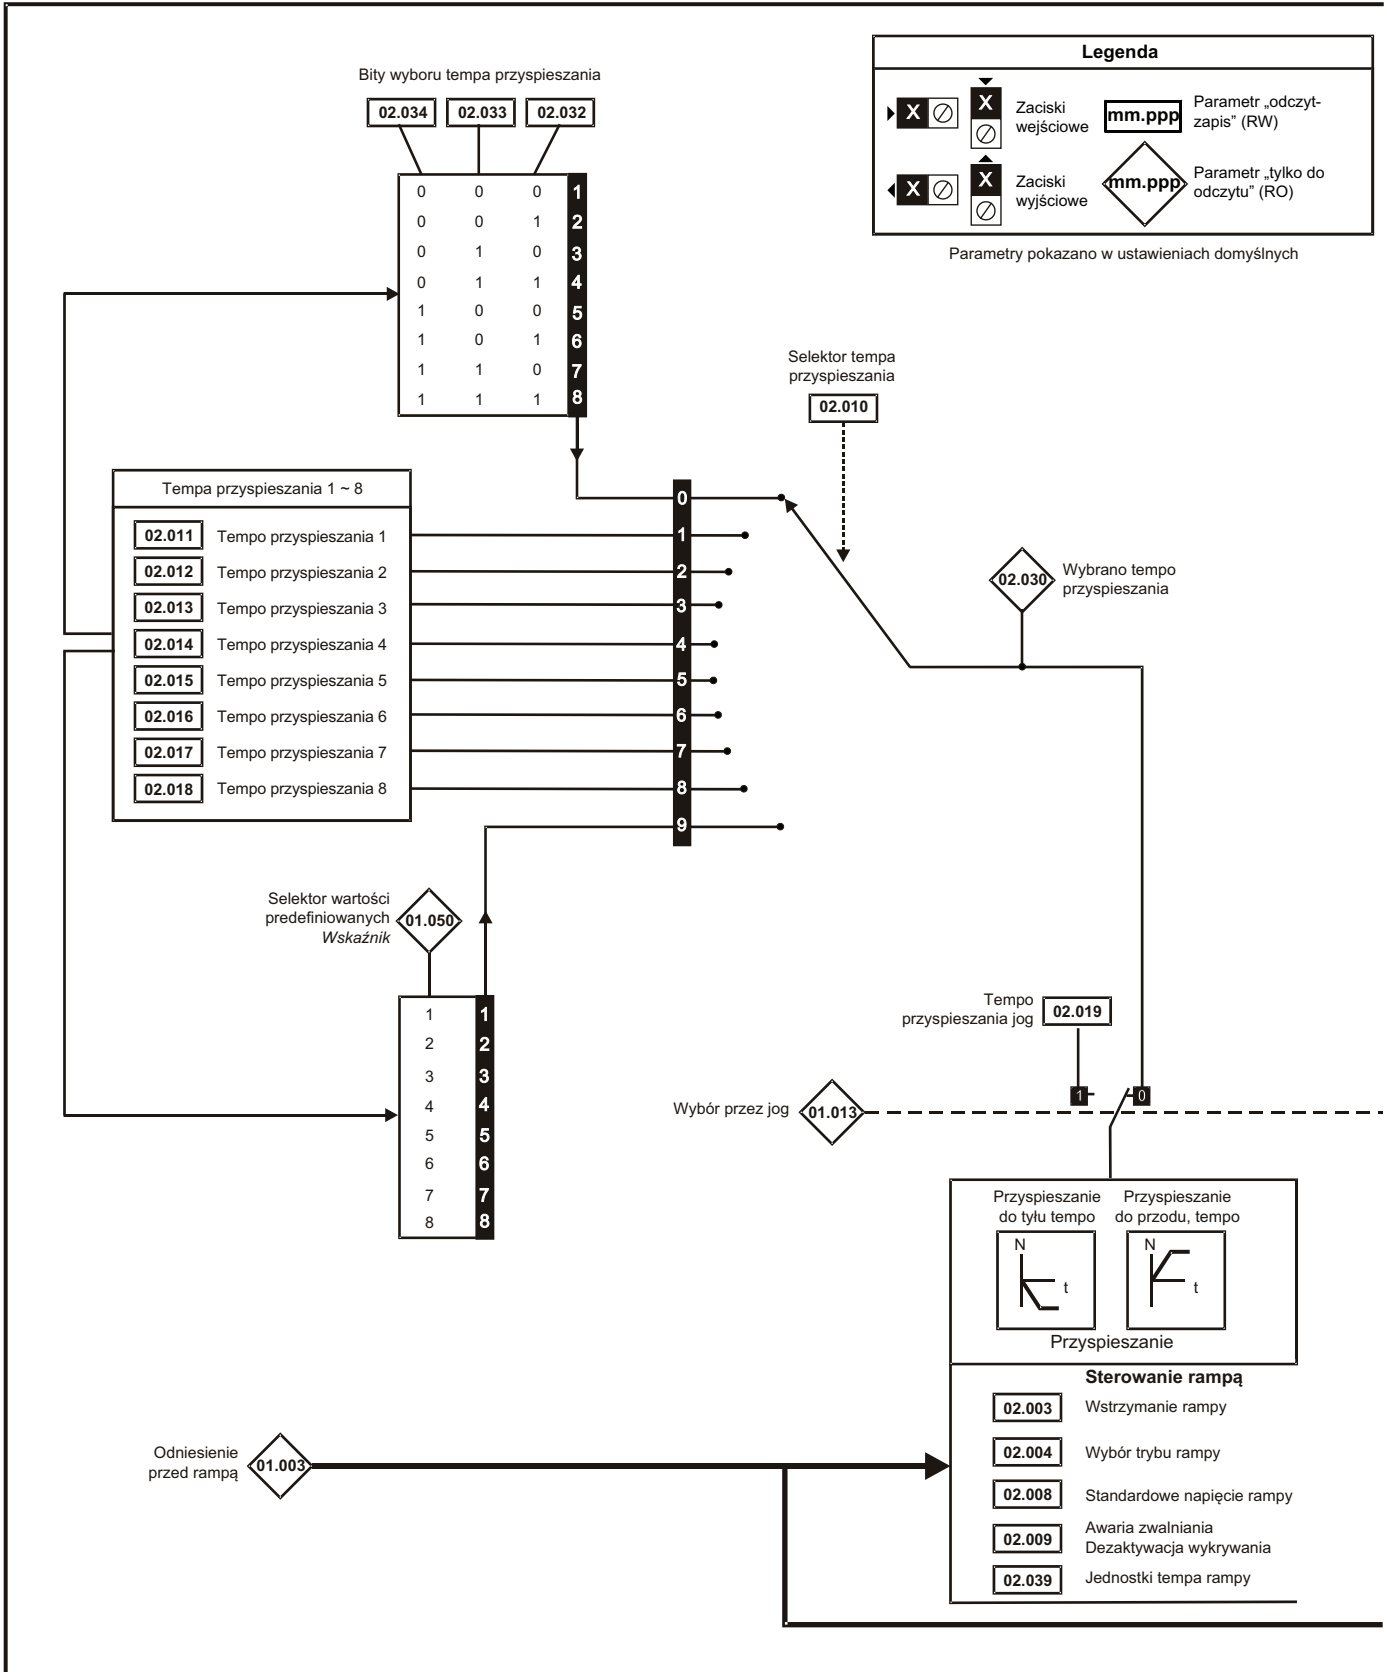 Legenda
X
X
Zaciski
wejściowe
mm.ppp
Parametr „odczyt-
zapis” (RW)
X
X
Zaciski
wyjściowe
mm.ppp
Parametr „tylko do
odczytu” (RO)
Parametry pokazano w ustawieniach domyślnych
Bity wyboru tempa przyspieszania
02.034 02.033 02.032
0 0 0 1
0 0 1 2
0 1 0 3
0 1 1 4
1 0 0 5
1 0 1 6
1 1 0 7
1 1 1 8
Selektor tempa
przyspieszania
02.010
Tempa przyspieszania 1 ~ 8
02.011 Tempo przyspieszania 1
02.012 Tempo przyspieszania 2
02.013 Tempo przyspieszania 3
02.014 Tempo przyspieszania 4
02.015 Tempo przyspieszania 5
02.016 Tempo przyspieszania 6
02.017 Tempo przyspieszania 7
02.018 Tempo przyspieszania 8
0
1
2
3
4
5
6
7
8
9
02.030
Wybrano tempo
przyspieszania
Selektor wartości
predefiniowanych
Wskaźnik
01.050
1 1
2 2
3 3
4 4
5 5
6 6
7 7
8 8
Tempo
przyspieszania jog
02.019
1 0
Wybór przez jog
01.013
Przyspieszanie
do tyłu tempo
Przyspieszanie
do przodu, tempo
N
t
N
t
Przyspieszanie
Sterowanie rampą
02.003 Wstrzymanie rampy
02.004 Wybór trybu rampy
02.008 Standardowe napięcie rampy
02.009
Awaria zwalniania
Dezaktywacja wykrywania
02.039 Jednostki tempa rampy
Odniesienie
przed rampą
01.003